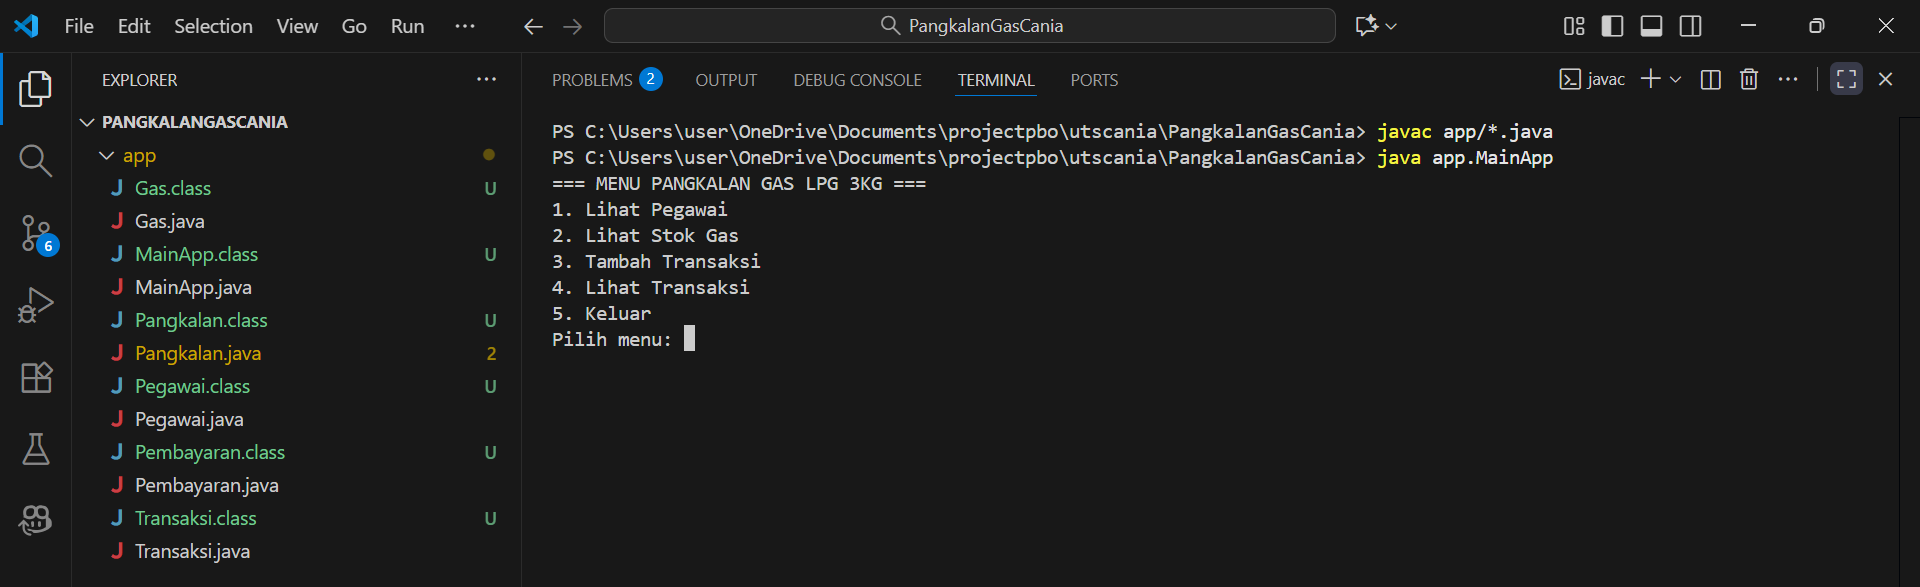 File Edit Selection View Go Run ···
PangkalanGasCania
EXPLORER ···
PROBLEMS 2 OUTPUT DEBUG CONSOLE TERMINAL PORTS
javac
PANGKALANGASCANIA
app
J Gas.class U
J Gas.java
J MainApp.class U
J MainApp.java
J Pangkalan.class U
J Pangkalan.java 2
J Pegawai.class U
J Pegawai.java
J Pembayaran.class U
J Pembayaran.java
J Transaksi.class U
J Transaksi.java
6
PS C:\Users\user\OneDrive\Documents\projectpbo\utscania\PangkalanGasCania> javac app/*.java
PS C:\Users\user\OneDrive\Documents\projectpbo\utscania\PangkalanGasCania> java app.MainApp
=== MENU PANGKALAN GAS LPG 3KG ===
1. Lihat Pegawai
2. Lihat Stok Gas
3. Tambah Transaksi
4. Lihat Transaksi
5. Keluar
Pilih menu: